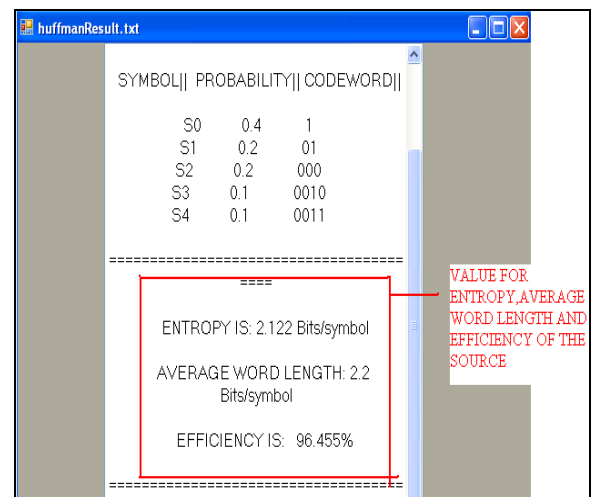 huffmanResult.txt
SYMBOL|| PROBABILITY|| CODEWORD||
S0 0.4 1
S1 0.2 01
S2 0.2 000
S3 0.1 0010
S4 0.1 0011
==================================
====
ENTROPY IS: 2.122 Bits/symbol
AVERAGE WORD LENGTH: 2.2
Bits/symbol
EFFICIENCY IS: 96.455%
==================================
VALUE FOR
ENTROPY,AVERAGE
WORD LENGTH AND
EFFICIENCY OF THE
SOURCE